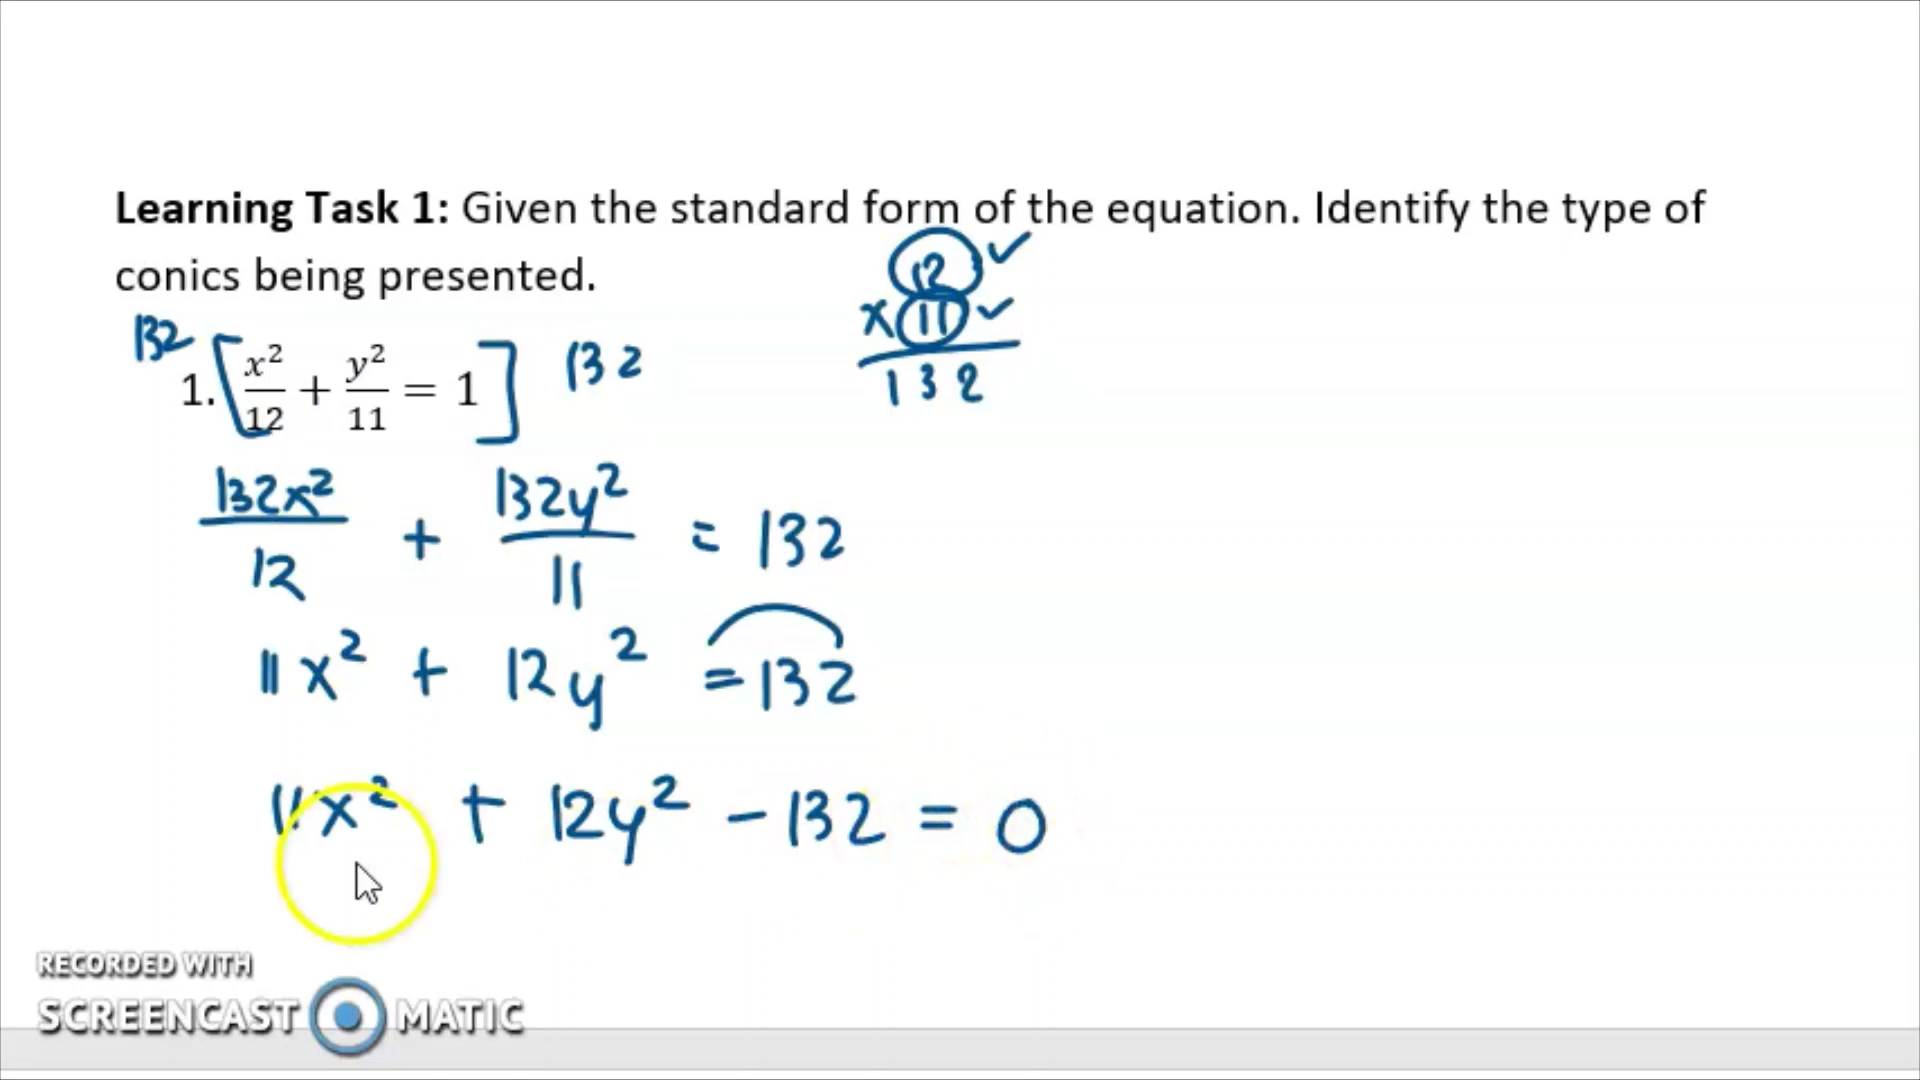 Learning Task 1: Given the standard form of the equation. Identify the type of
conics being presented.
12 ✓
x 11 ✓
132
132 1. [x²/12 + y²/11 = 1] 132
132x²/12 + 132y²/11 = 132
11x² + 12y² = 132
11x² + 12y² - 132 = 0
RECORDED WITH
SCREENCAST MATIC